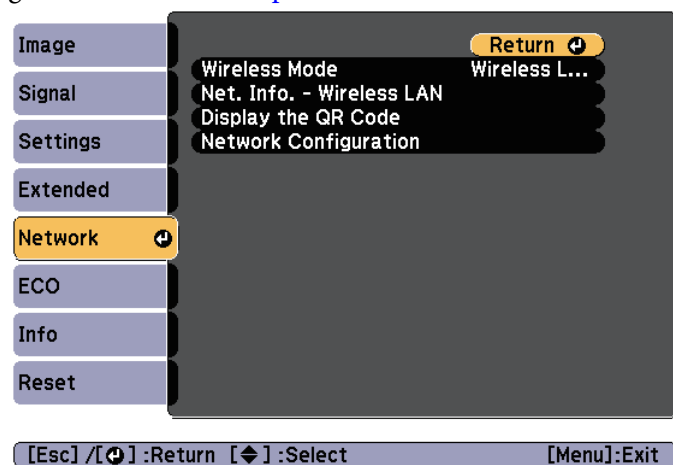 Image
Signal
Settings
Extended
Network
ECO
Info
Reset
Return
Wireless Mode Wireless L...
Net. Info. - Wireless LAN
Display the QR Code
Network Configuration
[Esc] /[ ] :Return [ ] :Select [Menu]:Exit